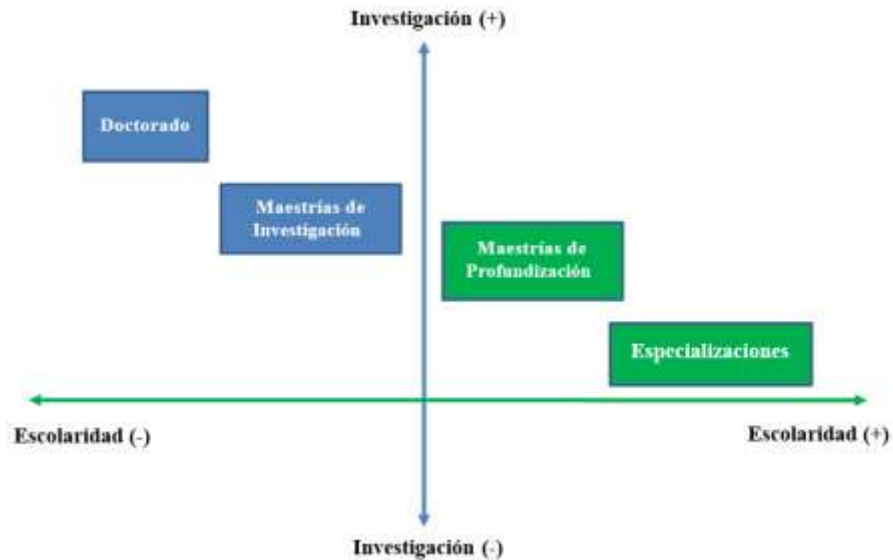 Investigación (+)
Doctorado
Maestrías de
Investigación
Maestrías de
Profundización
Especializaciones
Escolaridad (-)
Escolaridad (+)
Investigación (-)